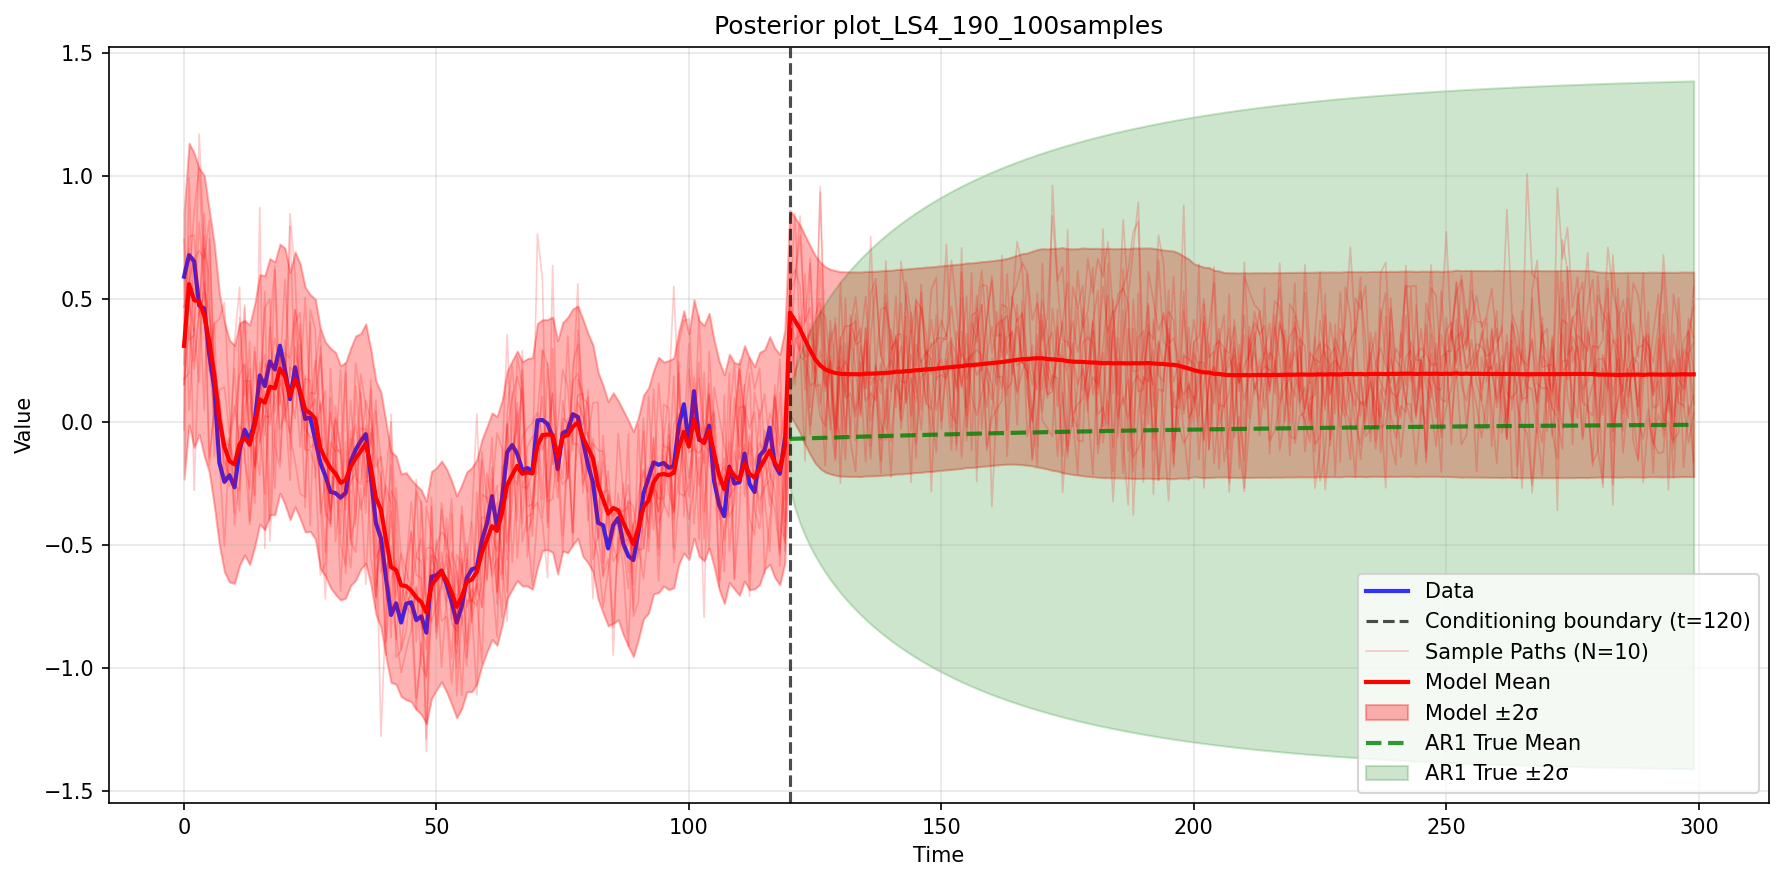 Posterior plot_LS4_190_100samples
1.5
1.0
0.5
0.0
−0.5
−1.0
−1.5
Value
0
50
100
150
200
250
300
Time
Data
Conditioning boundary (t=120)
Sample Paths (N=10)
Model Mean
Model ±2σ
AR1 True Mean
AR1 True ±2σ